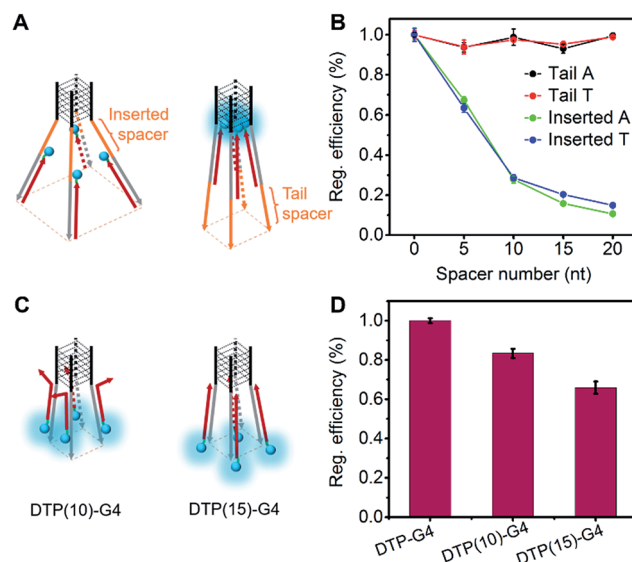 A
Inserted
spacer
Tail
spacer
B
Reg. efficiency (%)
1.0
0.8
0.6
0.4
0.2
0.0
Tail A
Tail T
Inserted A
Inserted T
0 5 10 15 20
Spacer number (nt)
C
DTP(10)-G4 DTP(15)-G4
D
Reg. efficiency (%)
1.0
0.8
0.6
0.4
0.2
0.0
DTP-G4 DTP(10)-G4 DTP(15)-G4